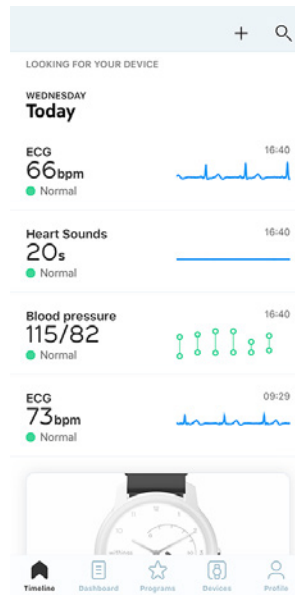 LOOKING FOR YOUR DEVICE
WEDNESDAY
Today
ECG 16:40
66bpm
Normal
Heart Sounds 16:40
20s
Normal
Blood pressure 16:40
115/82
Normal
ECG 09:29
73bpm
Normal
Timeline Dashboard Programs Devices Profile